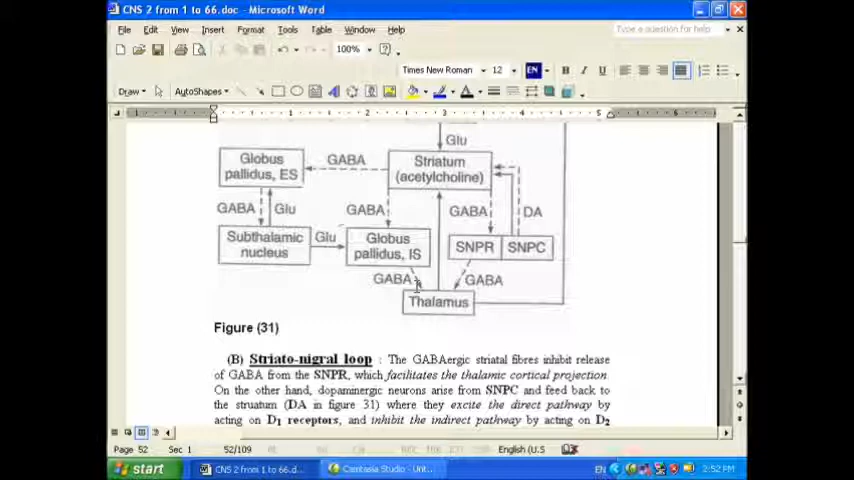 CNS 2 from 1 to 66.doc - Microsoft Word
File Edit View Insert Format Tools Table Window Help
Type a question for help
100%
Times New Roman 12 EN B I U
Draw AutoShapes
Glu
Globus pallidus, ES
GABA
Striatum (acetylcholine)
GABA Glu GABA GABA DA
Subthalamic nucleus
Glu
Globus pallidus, IS
SNPR SNPC
GABA GABA
Thalamus
Figure (31)
(B) Striato-nigral loop : The GABAergic striatal fibres inhibit release
of GABA from the SNPR, which facilitates the thalamic cortical projection.
On the other hand, dopaminergic neurons arise from SNPC and feed back to
the struatum (DA in figure 31) where they excite the direct pathway by
acting on D1 receptors, and inhibit the indirect pathway by acting on D2
Page 52 Sec 1 52/109 English (U.S
start CNS 2 from 1 to 66.d... Camtasia Studio - Unt... EN 2:52 PM